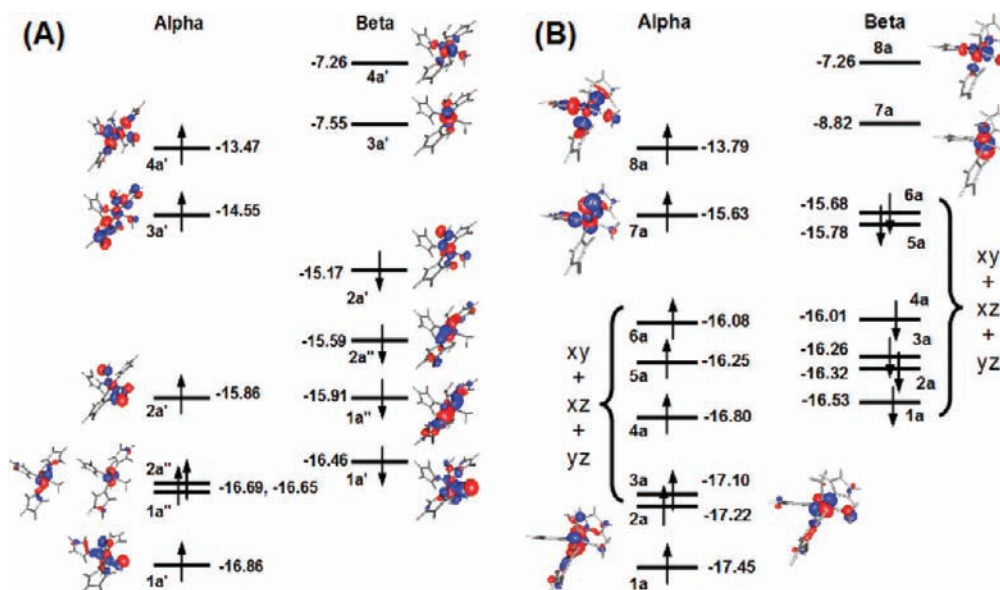 (A)
Alpha
Beta
-7.26
4a'
-7.55
3a'
-13.47
4a'
-14.55
3a'
-15.17
2a'
-15.59
2a"
-15.86
2a'
-15.91
1a"
-16.46
1a'
2a"
-16.69, -16.65
1a"
-16.86
1a'
(B)
Alpha
Beta
8a
-7.26
7a
-8.82
-13.79
8a
-15.63
7a
6a
-15.68
-15.78
5a
xy
+
xz
+
yz
4a
-16.01
3a
-16.26
-16.32
2a
-16.53
1a
-16.08
6a
-16.25
5a
xy
+
xz
+
yz
-16.80
4a
3a
-17.10
2a
-17.22
-17.45
1a